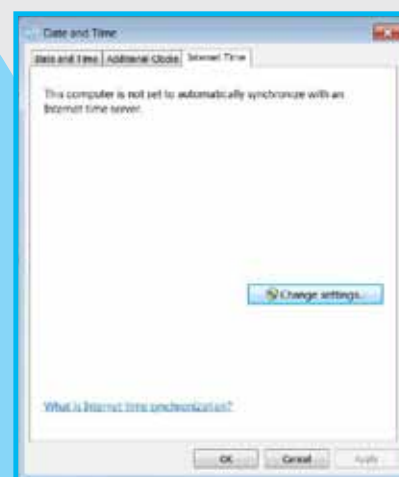 Date and Time
Date and Time Additional Clocks Internet Time
This computer is not set to automatically synchronize with an
Internet time server.
Change settings...
What is Internet time synchronization?
OK Cancel Apply